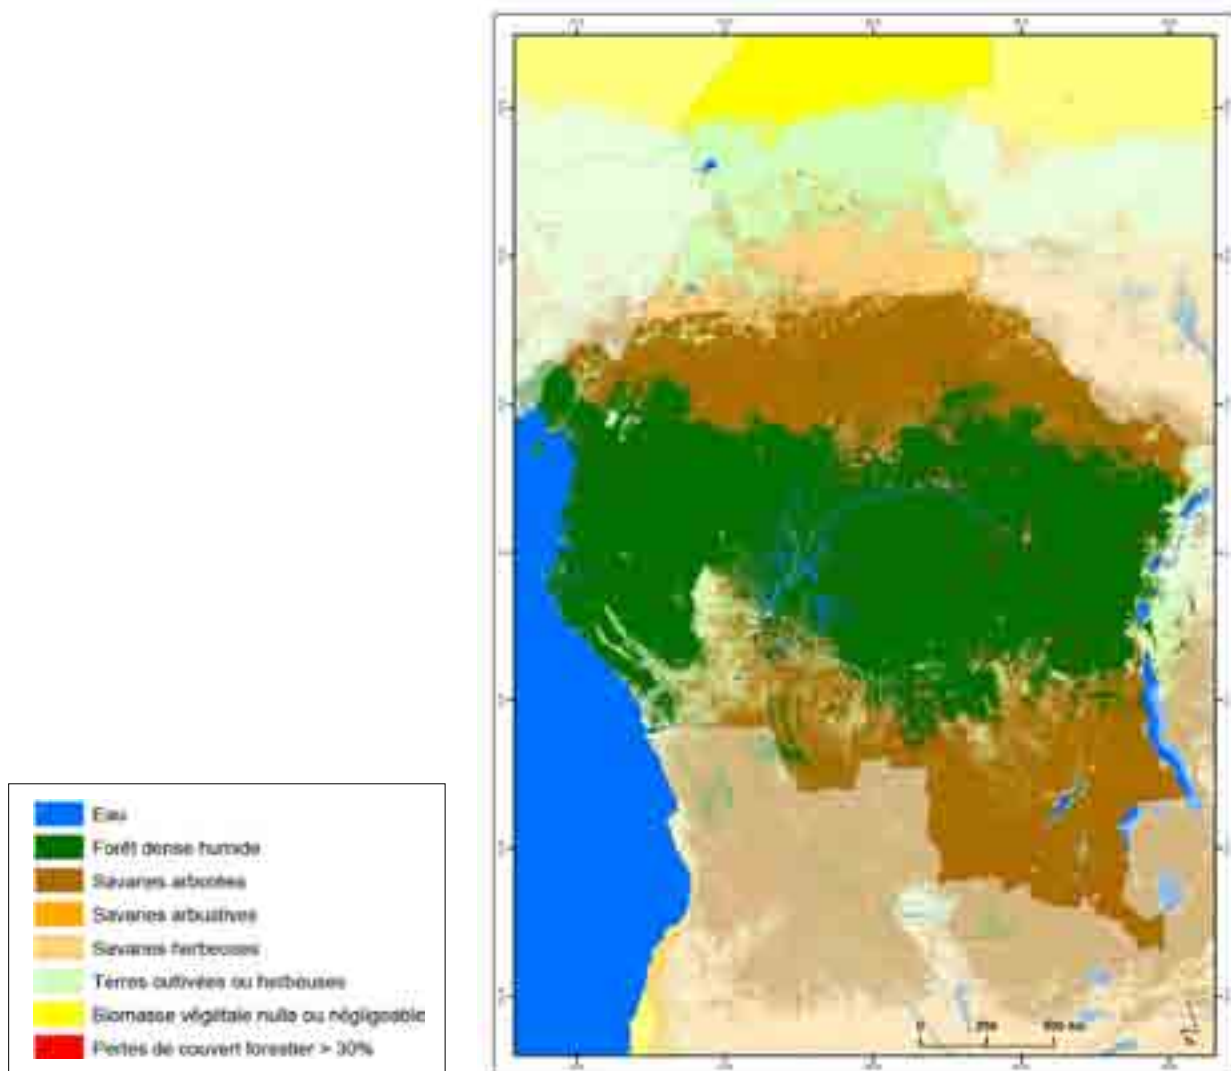 Eau
Forêt dense humide
Savanes arborées
Savanes arbustives
Savanes herbeuses
Terres cultivées ou herbeuses
Biomasse végétale nulle ou négligeable
Pertes de couvert forestier > 30%
0